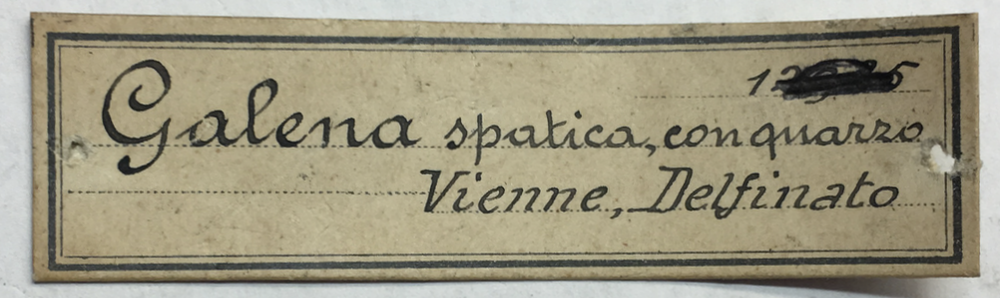 Galena spatica, con quarzo
Vienne, Delfinato